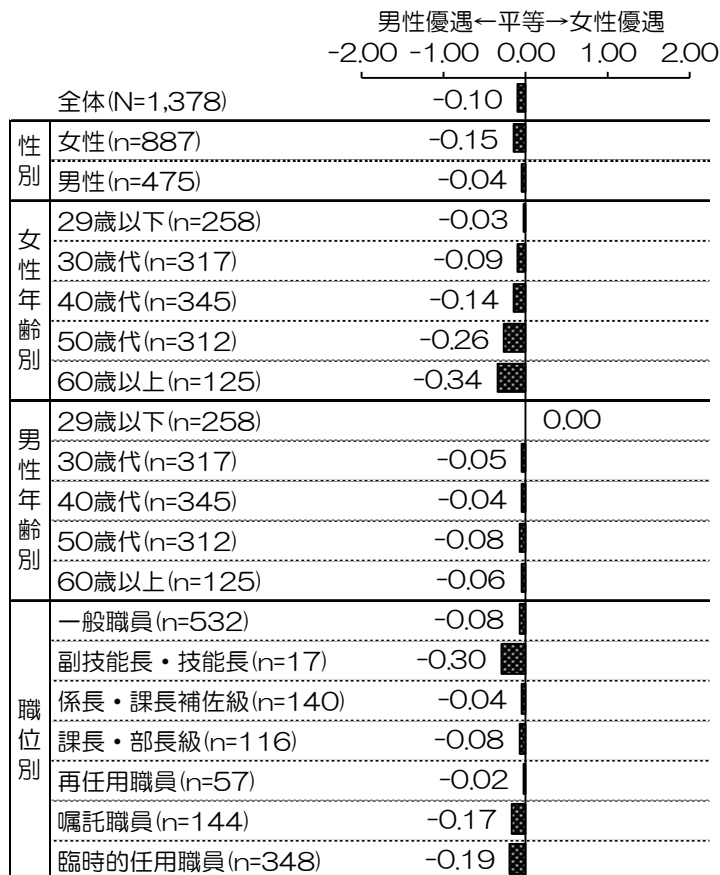 男性優遇←平等→女性優遇
-2.00 -1.00 0.00 1.00 2.00
全体(N=1,378) -0.10
性別
女性(n=887) -0.15
男性(n=475) -0.04
女性年齢別
29歳以下(n=258) -0.03
30歳代(n=317) -0.09
40歳代(n=345) -0.14
50歳代(n=312) -0.26
60歳以上(n=125) -0.34
男性年齢別
29歳以下(n=258) 0.00
30歳代(n=317) -0.05
40歳代(n=345) -0.04
50歳代(n=312) -0.08
60歳以上(n=125) -0.06
職位別
一般職員(n=532) -0.08
副技能長・技能長(n=17) -0.30
係長・課長補佐級(n=140) -0.04
課長・部長級(n=116) -0.08
再任用職員(n=57) -0.02
嘱託職員(n=144) -0.17
臨時的任用職員(n=348) -0.19